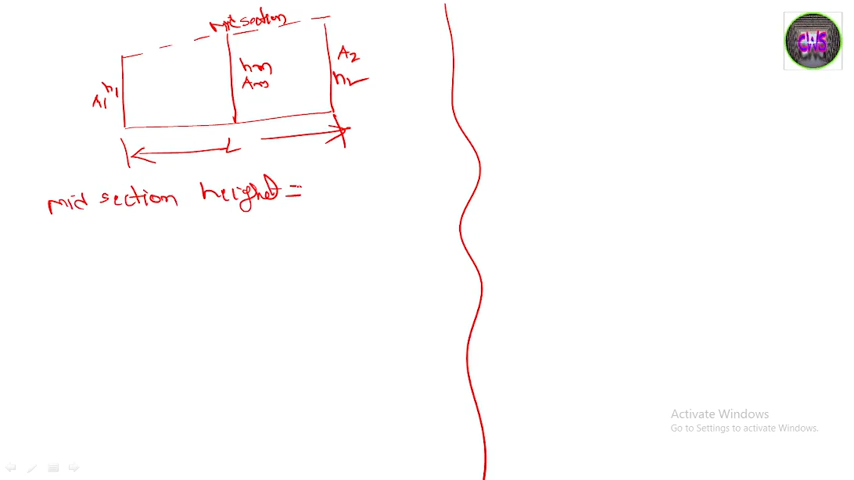 mid section
h1
A1
hm
Am
A2
h2
L
mid section height =
CWS
Activate Windows
Go to Settings to activate Windows.